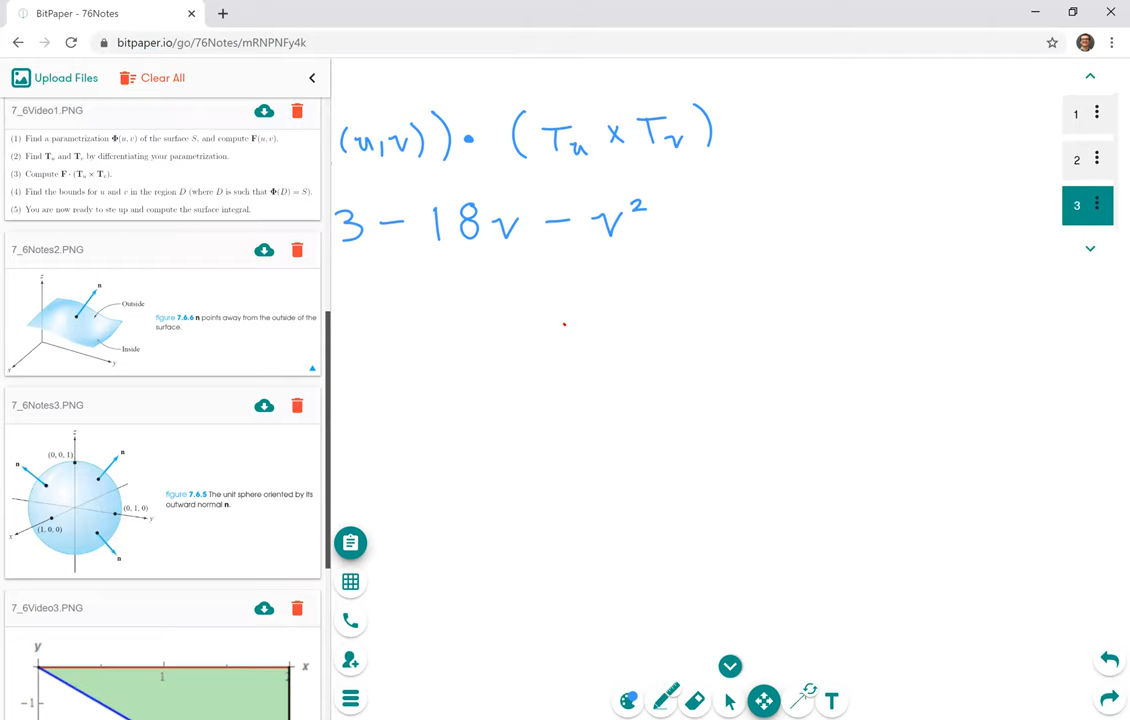 BitPaper - 76Notes
bitpaper.io/go/76Notes/mRNPNFy4k
Upload Files Clear All
7_6Video1.PNG
(1) Find a parametrization Φ(u, v) of the surface S, and compute F(u, v).
(2) Find Tᵤ and Tᵥ by differentiating your parametrization.
(3) Compute F · (Tᵤ × Tᵥ).
(4) Find the bounds for u and v in the region D (where D is such that Φ(D) = S).
(5) You are now ready to ste up and compute the surface integral.
7_6Notes2.PNG
z
n
Outside
Inside
x
y
figure 7.6.6 n points away from the outside of the
surface.
7_6Notes3.PNG
z
(0, 0, 1)
n
n
(0, 1, 0)
y
(1, 0, 0)
x
n
figure 7.6.5 The unit sphere oriented by its
outward normal n.
7_6Video3.PNG
y
x
1
-1
(u,v)) · (Tᵤ × Tᵥ)
3 - 18v - v²
1
2
3
T